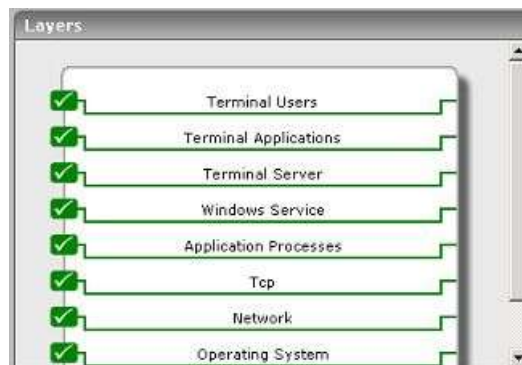 Layers
Terminal Users
Terminal Applications
Terminal Server
Windows Service
Application Processes
Tcp
Network
Operating System